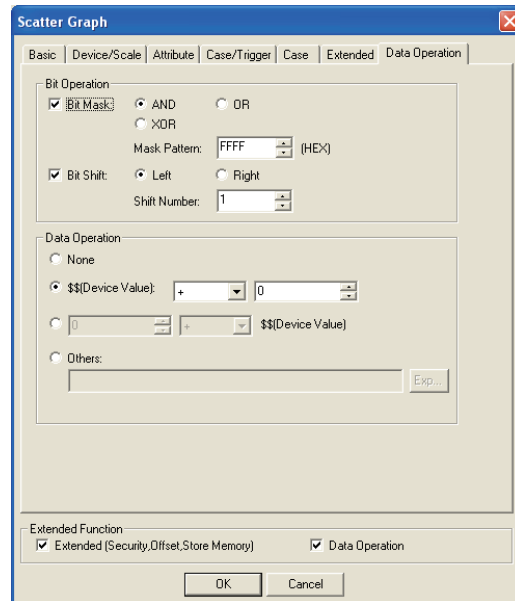 Scatter Graph
Basic Device/Scale Attribute Case/Trigger Case Extended Data Operation
Bit Operation
Bit Mask: AND OR
XOR
Mask Pattern: FFFF (HEX)
Bit Shift: Left Right
Shift Number: 1
Data Operation
None
$$(Device Value): + 0
0 + $$(Device Value)
Others:
Exp...
Extended Function
Extended (Security,Offset,Store Memory) Data Operation
OK Cancel